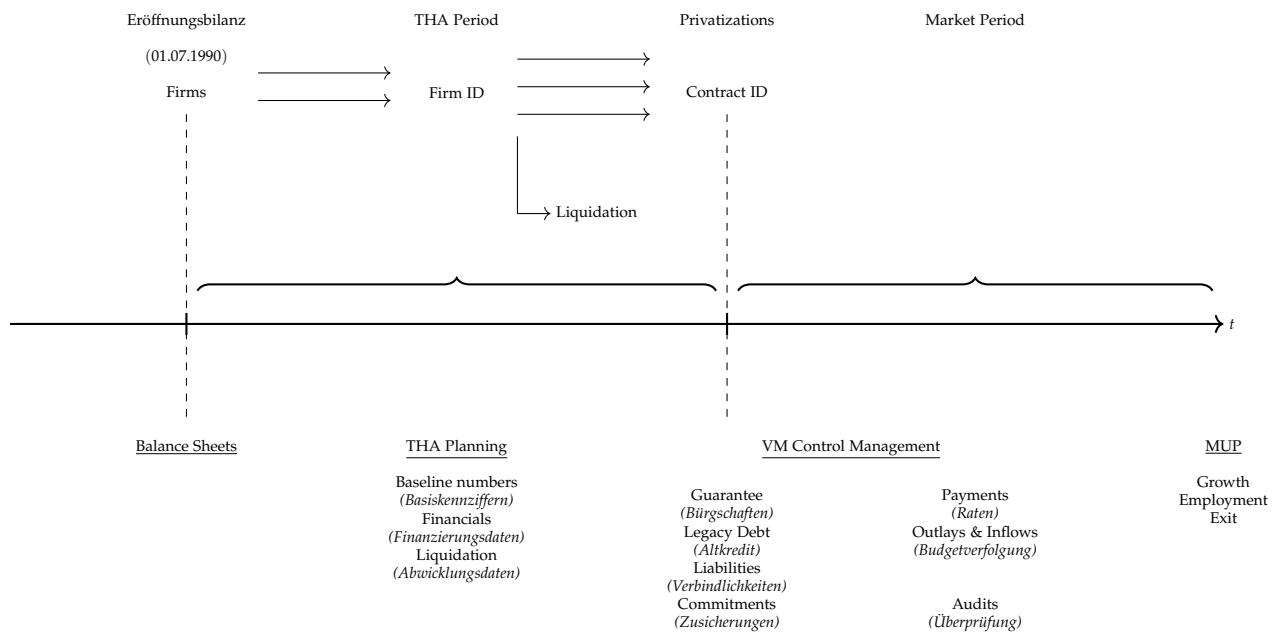 Eröffnungsbilanz
THA Period
Privatizations
Market Period
(01.07.1990)
Firms
Firm ID
Contract ID
Liquidation
t
Balance Sheets
THA Planning
VM Control Management
MUP
Baseline numbers
(Basiskennziffern)
Financials
(Finanzierungsdaten)
Liquidation
(Abwicklungsdaten)
Guarantee
(Bürgschaften)
Legacy Debt
(Altkredit)
Liabilities
(Verbindlichkeiten)
Commitments
(Zusicherungen)
Payments
(Raten)
Outlays & Inflows
(Budgetverfolgung)
Audits
(Überprüfung)
Growth
Employment
Exit